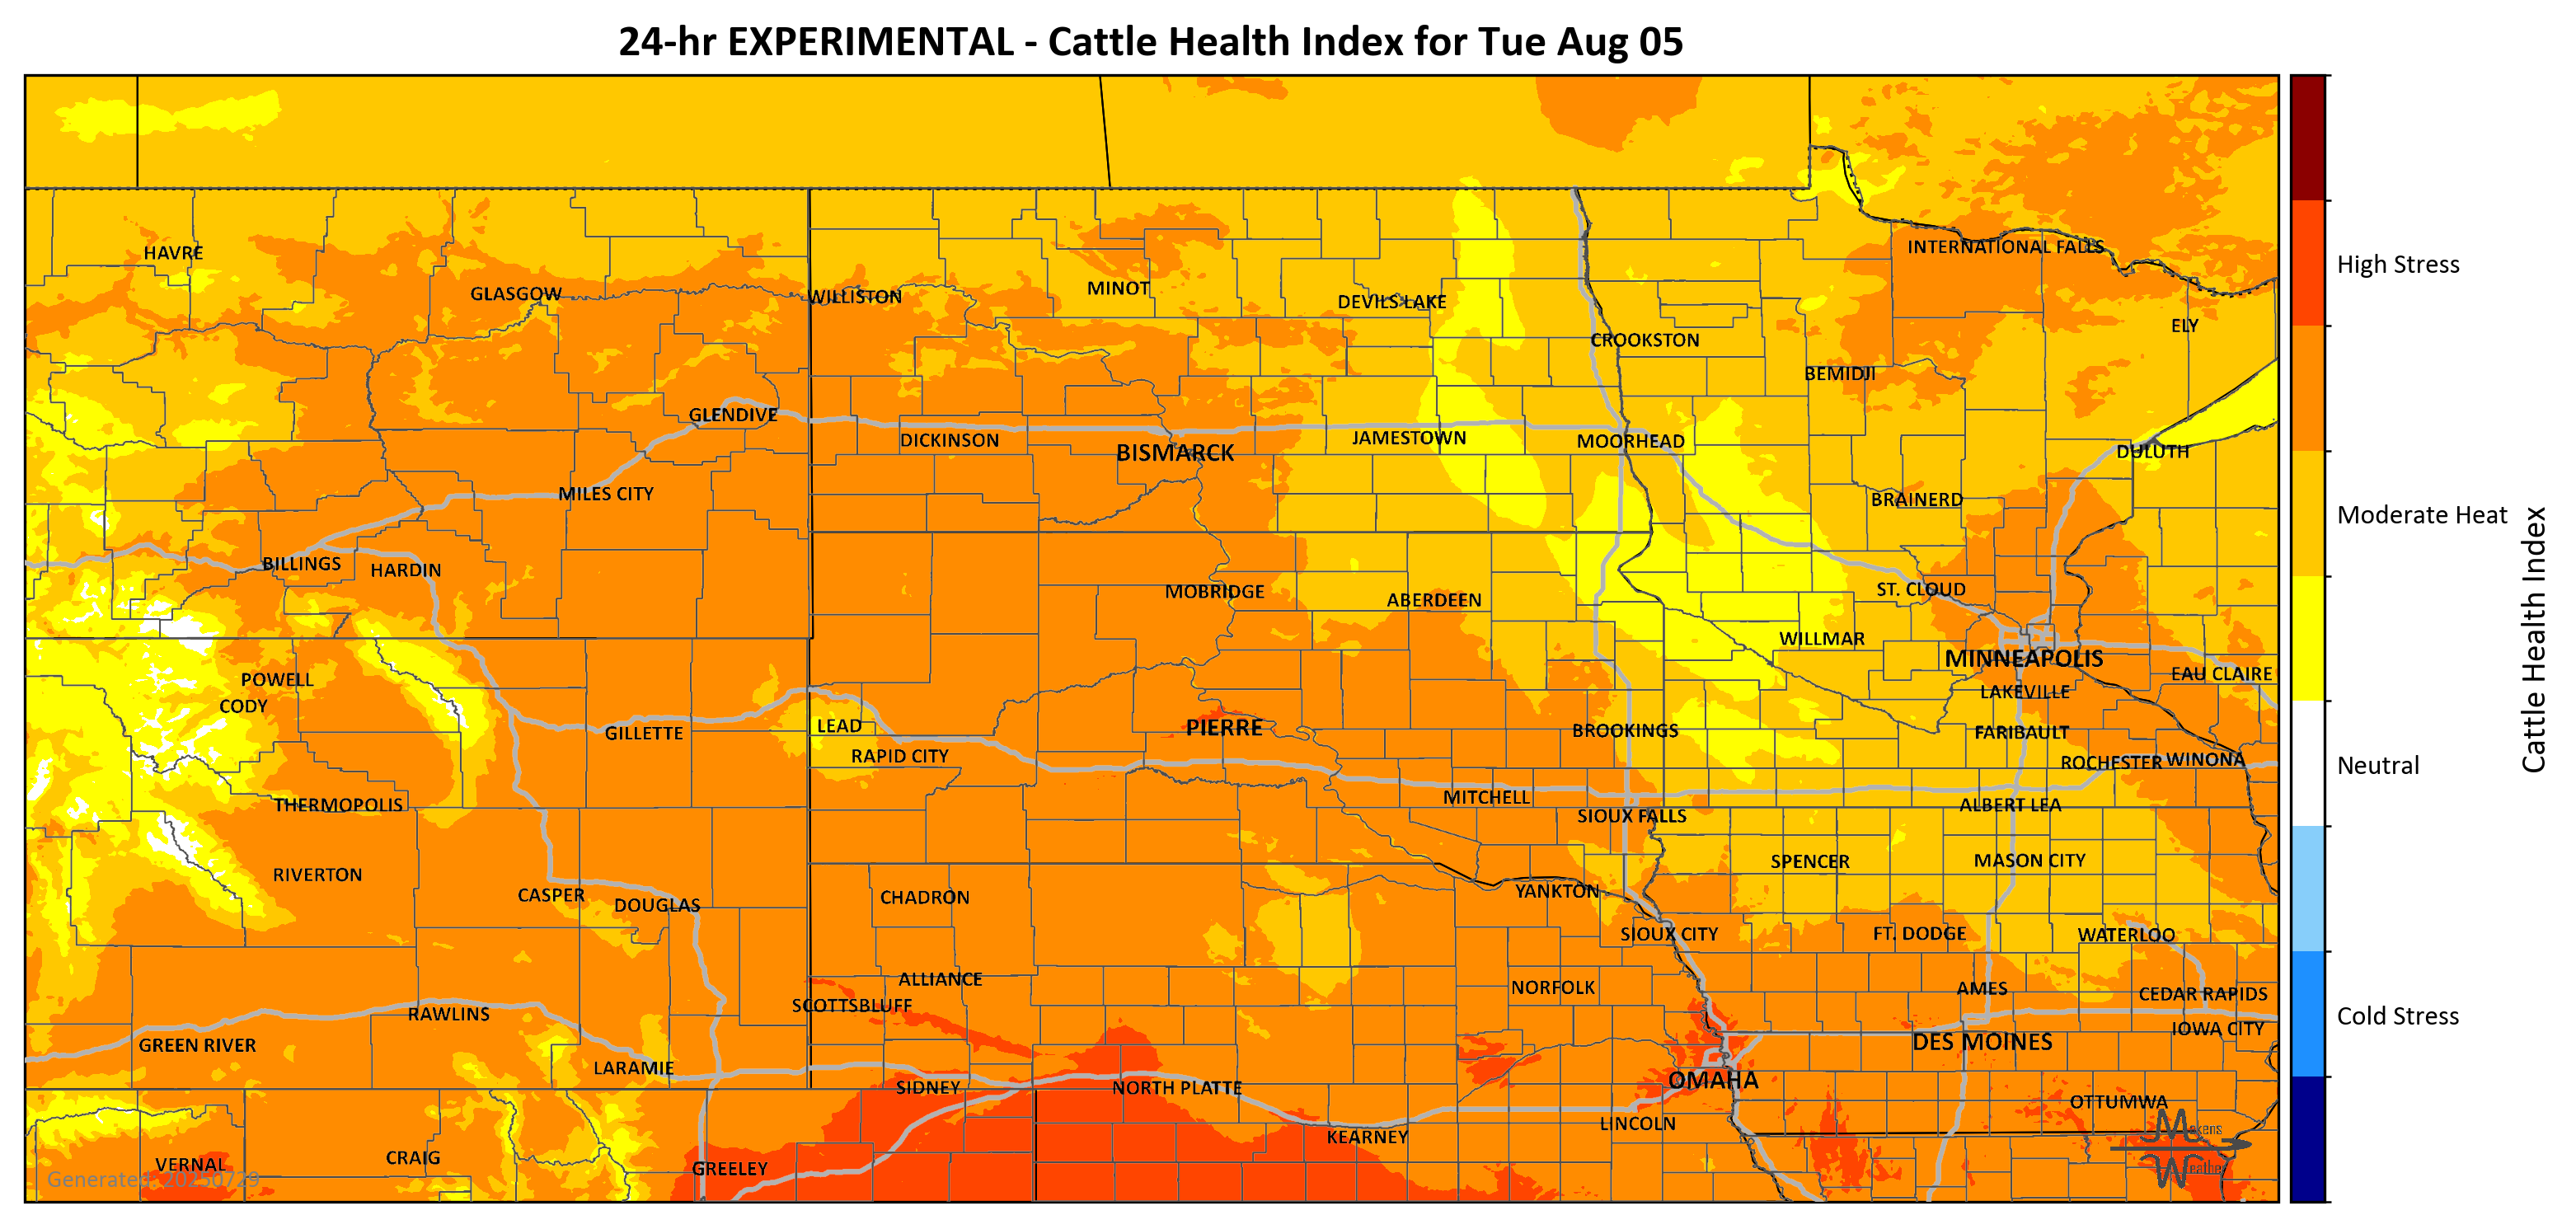 24-hr EXPERIMENTAL - Cattle Health Index for Tue Aug 05
HAVRE
GLASGOW
WILLISTON
MINOT
DEVILS LAKE
CROOKSTON
INTERNATIONAL FALLS
ELY
BEMIDJI
GLENDIVE
DICKINSON
BISMARCK
JAMESTOWN
MOORHEAD
DULUTH
MILES CITY
BRAINERD
BILLINGS
HARDIN
MOBRIDGE
ABERDEEN
ST. CLOUD
WILLMAR
MINNEAPOLIS
EAU CLAIRE
POWELL
CODY
LAKEVILLE
GILLETTE
LEAD
PIERRE
BROOKINGS
FARIBAULT
RAPID CITY
ROCHESTER
WINONA
THERMOPOLIS
MITCHELL
SIOUX FALLS
ALBERT LEA
RIVERTON
SPENCER
MASON CITY
CASPER
DOUGLAS
CHADRON
YANKTON
SIOUX CITY
FT. DODGE
WATERLOO
ALLIANCE
NORFOLK
AMES
CEDAR RAPIDS
SCOTTSBLUFF
RAWLINS
IOWA CITY
GREEN RIVER
DES MOINES
LARAMIE
SIDNEY
NORTH PLATTE
OMAHA
OTTUMWA
LINCOLN
KEARNEY
VERNAL
CRAIG
GREELEY
Generated: 20250729
Makens
Weather
High Stress
Moderate Heat
Neutral
Cold Stress
Cattle Health Index